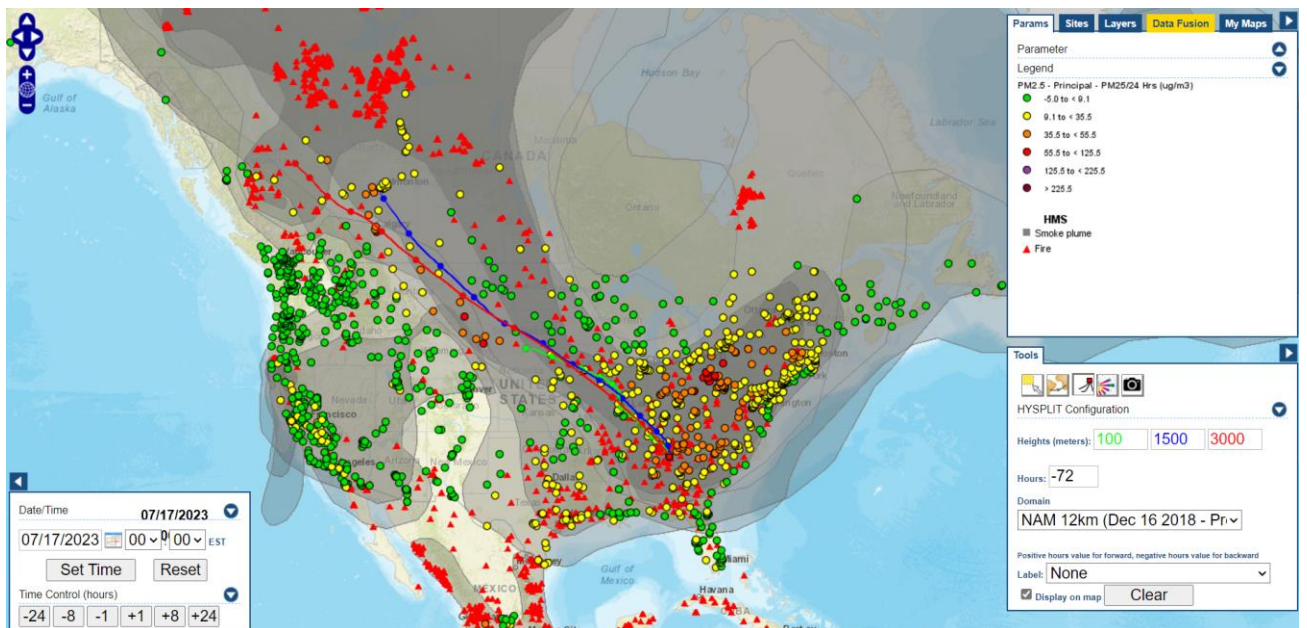 Params
Sites
Layers
Data Fusion
My Maps
Parameter
Legend
PM2.5 - Principal - PM25/24 Hrs (ug/m3)
-5.0 to < 9.1
9.1 to < 35.5
35.5 to < 55.5
55.5 to < 125.5
125.5 to < 225.5
> 225.5
HMS
Smoke plume
Fire
Gulf of
Alaska
Hudson Bay
Labrador Sea
CANADA
Quebec
Ontario
Newfoundland
and Labrador
Idaho
Nevada
Arizona
New Mexico
Dallas
Texas
STATES
Gulf of
Mexico
Miami
Havana
MÉXICO
Tools
HYSPLIT Configuration
Heights (meters): 100 1500 3000
Hours: -72
Domain
NAM 12km (Dec 16 2018 - Pr
Positive hours value for forward, negative hours value for backward
Label: None
Display on map Clear
Date/Time
07/17/2023
07/17/2023 00 00 EST
Set Time Reset
Time Control (hours)
-24 -8 -1 +1 +8 +24